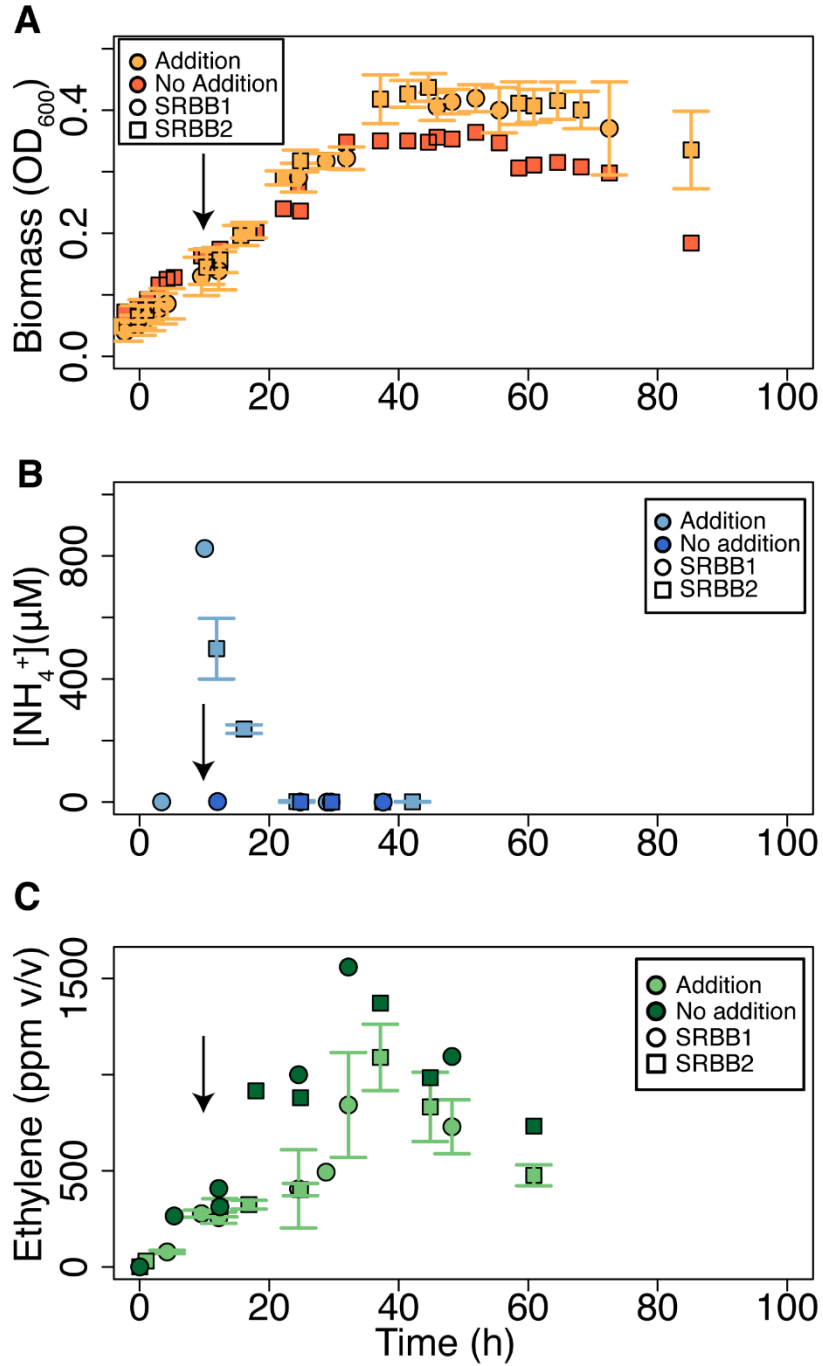 A
Addition
No Addition
SRBB1
SRBB2
Biomass (OD600)
0.0 0.2 0.4
0 20 40 60 80 100
B
Addition
No addition
SRBB1
SRBB2
[NH4+](µM)
0 400 800
0 20 40 60 80 100
C
Addition
No addition
SRBB1
SRBB2
Ethylene (ppm v/v)
0 500 1500
0 20 40 60 80 100
Time (h)